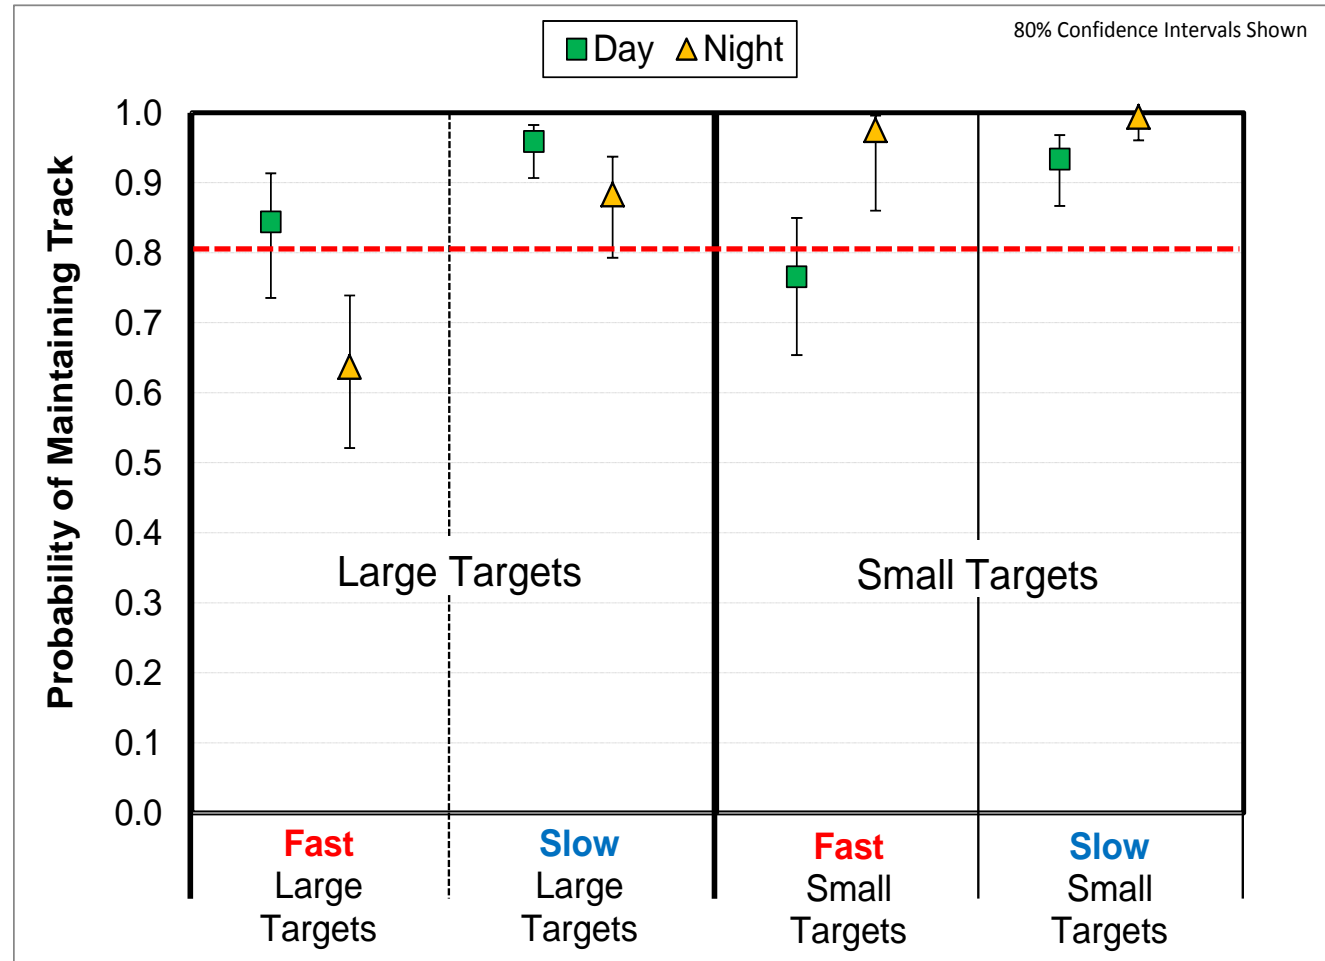 80% Confidence Intervals Shown
Day Night
Probability of Maintaining Track
1.0
0.9
0.8
0.7
0.6
0.5
0.4
0.3
0.2
0.1
0.0
Large Targets
Small Targets
Fast
Large
Targets
Slow
Large
Targets
Fast
Small
Targets
Slow
Small
Targets